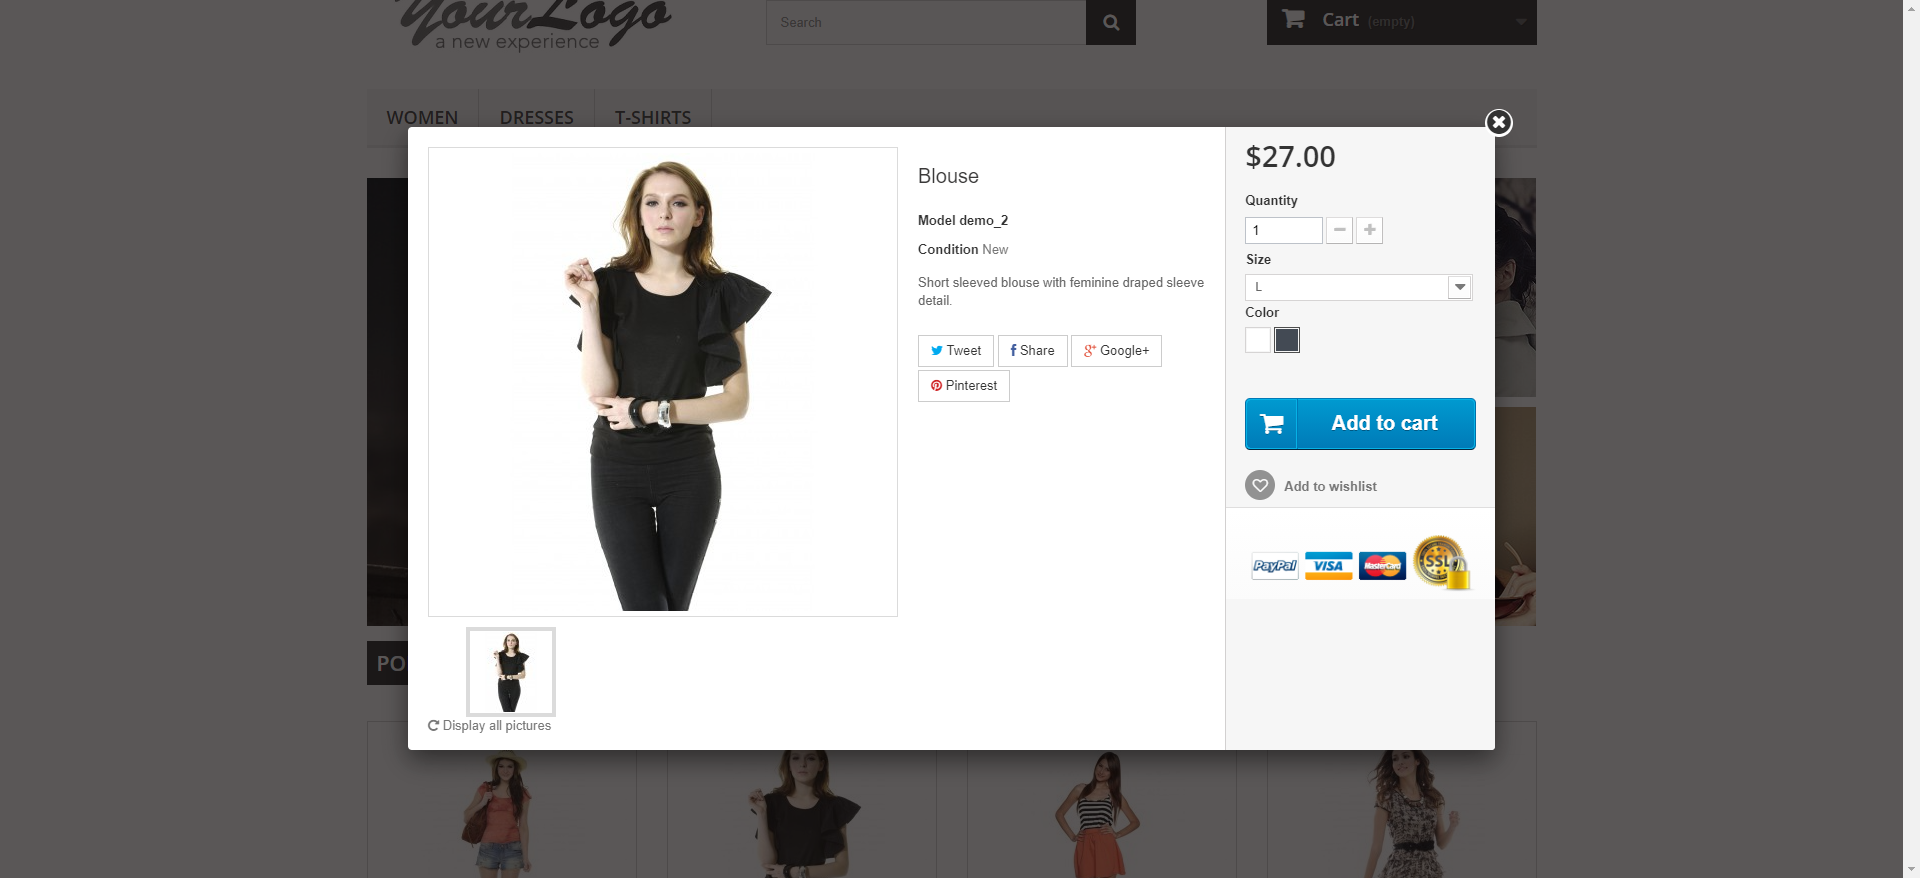 YourLogo
a new experience
Search
Cart (empty)
WOMEN
DRESSES
T-SHIRTS
Blouse
Model demo_2
Condition New
Short sleeved blouse with feminine draped sleeve
detail.
Tweet
Share
Google+
Pinterest
Display all pictures
$27.00
Quantity
1
Size
L
Color
Add to cart
Add to wishlist
PayPal
VISA
MasterCard
SSL
PO